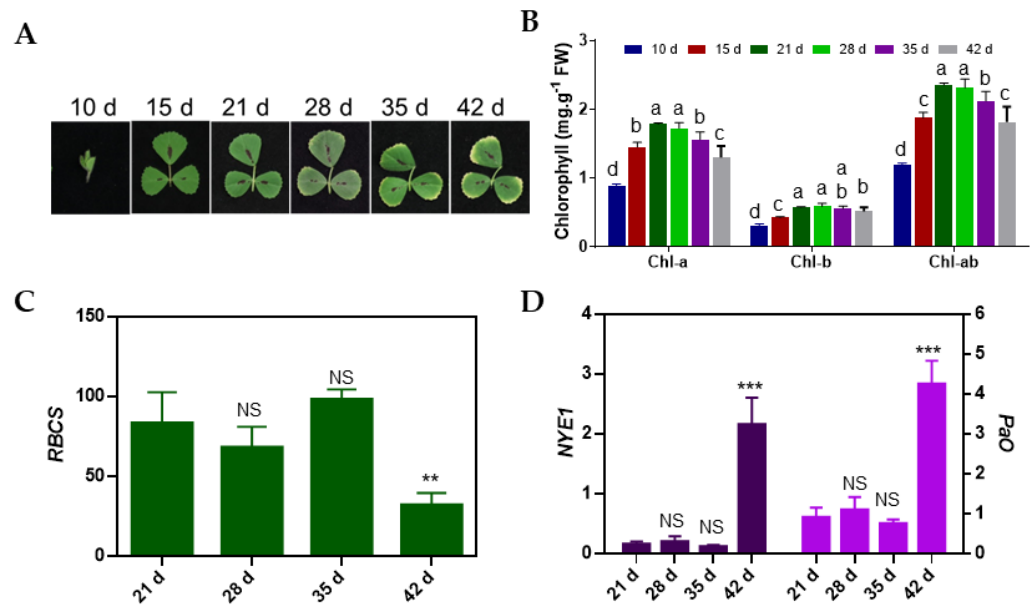 A
10 d 15 d 21 d 28 d 35 d 42 d
B
10 d 15 d 21 d 28 d 35 d 42 d
Chlorophyll (mg.g⁻¹ FW)
3
2
1
0
d b a a b c
d c a a a b b
d c a a b c
Chl-a Chl-b Chl-ab
C
RBCS
150
100
50
0
NS NS **
21 d 28 d 35 d 42 d
D
NYE1
4
3
2
1
0
NS NS *** NS NS ***
21 d 28 d 35 d 42 d 21 d 28 d 35 d 42 d
6
5
4
3
2
1
0
PaO